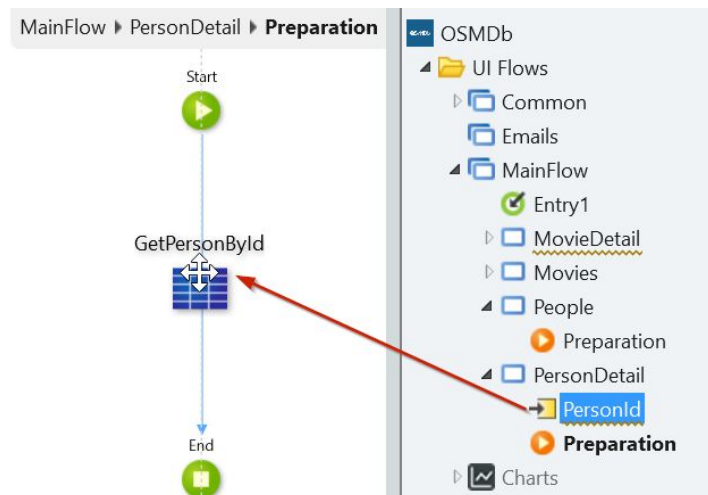 MainFlow ▶ PersonDetail ▶ Preparation
Start
GetPersonById
End
OSMDb
UI Flows
Common
Emails
MainFlow
Entry1
MovieDetail
Movies
People
Preparation
PersonDetail
PersonId
Preparation
Charts